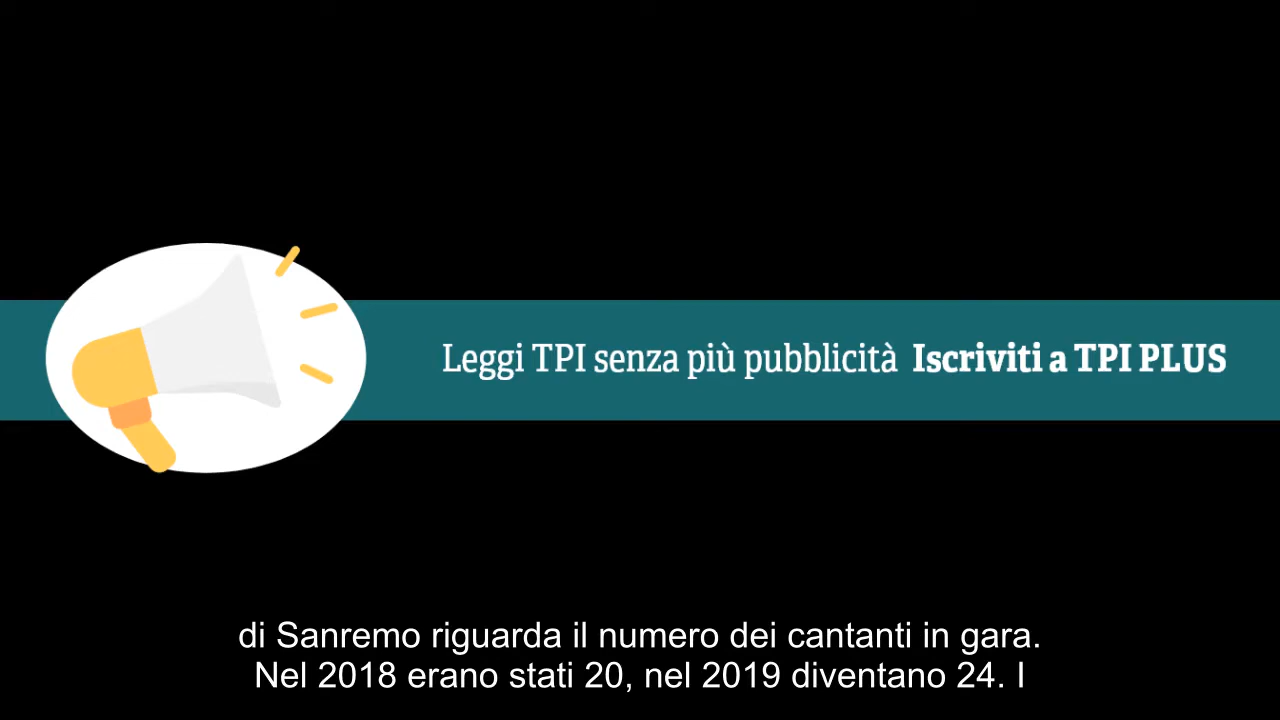 Leggi TPI senza più pubblicità Iscriviti a TPI PLUS
di Sanremo riguarda il numero dei cantanti in gara.
Nel 2018 erano stati 20, nel 2019 diventano 24. I